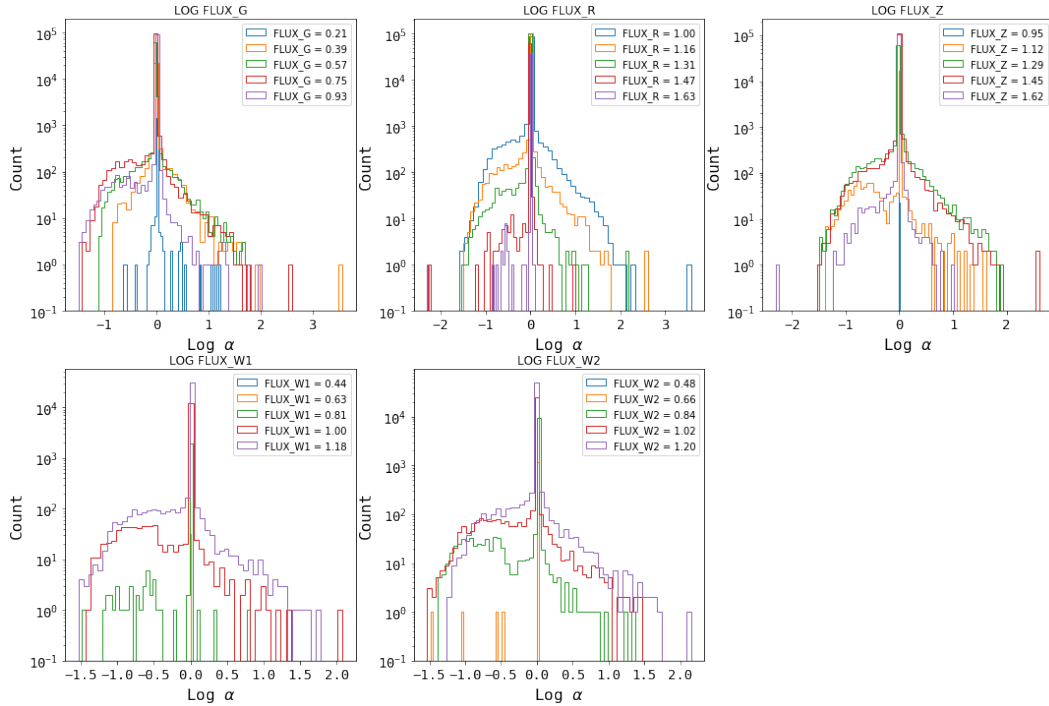 LOG FLUX_G
10^5
10^4
10^3
10^2
10^1
10^0
10^-1
Count
FLUX_G = 0.21
FLUX_G = 0.39
FLUX_G = 0.57
FLUX_G = 0.75
FLUX_G = 0.93
−1 0 1 2 3
Log α
LOG FLUX_R
10^5
10^4
10^3
10^2
10^1
10^0
10^-1
Count
FLUX_R = 1.00
FLUX_R = 1.16
FLUX_R = 1.31
FLUX_R = 1.47
FLUX_R = 1.63
−2 −1 0 1 2 3
Log α
LOG FLUX_Z
10^5
10^4
10^3
10^2
10^1
10^0
10^-1
Count
FLUX_Z = 0.95
FLUX_Z = 1.12
FLUX_Z = 1.29
FLUX_Z = 1.45
FLUX_Z = 1.62
−2 −1 0 1 2
Log α
LOG FLUX_W1
10^4
10^3
10^2
10^1
10^0
10^-1
Count
FLUX_W1 = 0.44
FLUX_W1 = 0.63
FLUX_W1 = 0.81
FLUX_W1 = 1.00
FLUX_W1 = 1.18
−1.5 −1.0 −0.5 0.0 0.5 1.0 1.5 2.0
Log α
LOG FLUX_W2
10^4
10^3
10^2
10^1
10^0
10^-1
Count
FLUX_W2 = 0.48
FLUX_W2 = 0.66
FLUX_W2 = 0.84
FLUX_W2 = 1.02
FLUX_W2 = 1.20
−1.5 −1.0 −0.5 0.0 0.5 1.0 1.5 2.0
Log α